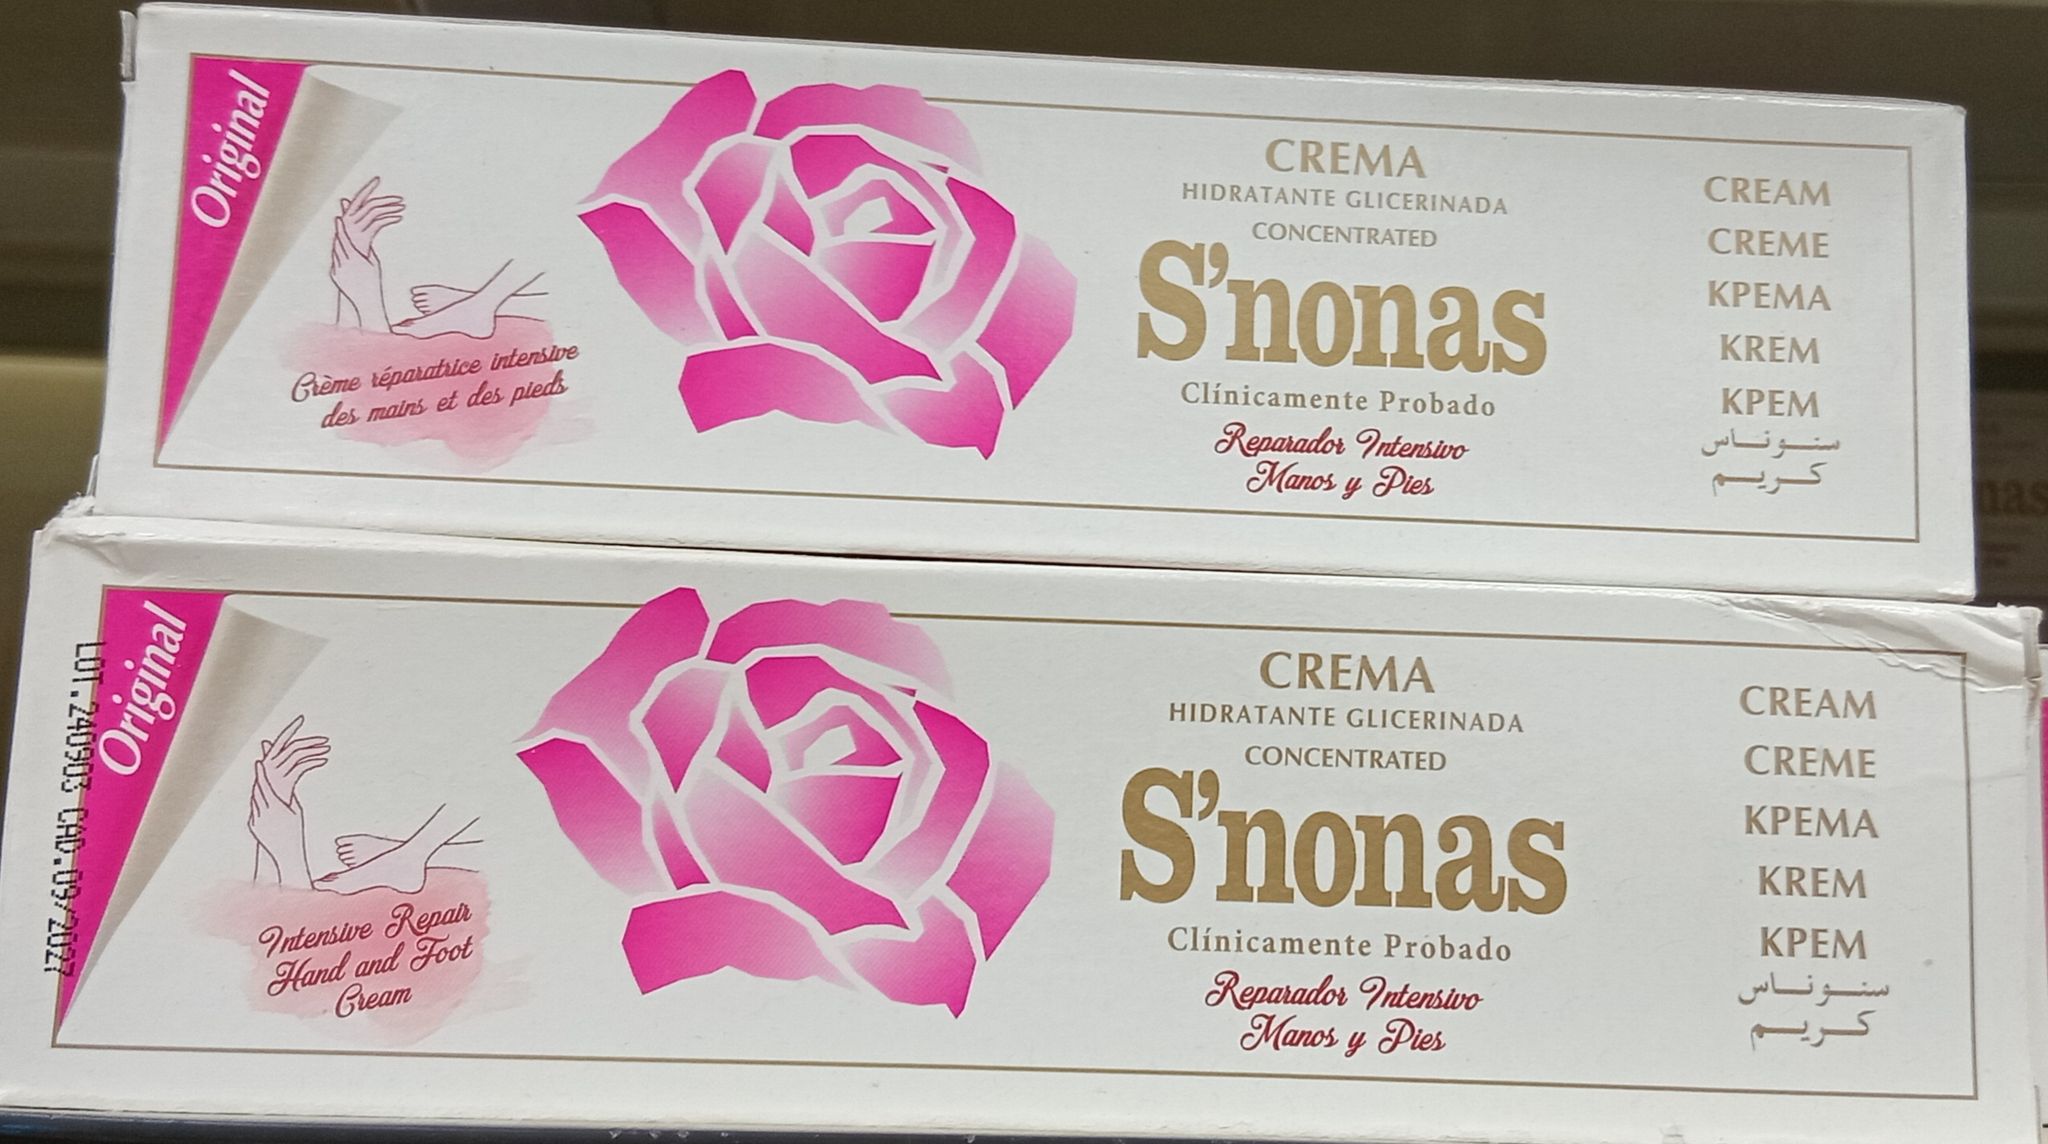 Original
Crème réparatrice intensive
des mains et des pieds
CREMA
HIDRATANTE GLICERINADA
CONCENTRATED
S'nonas
Clínicamente Probado
Reparador Intensivo
Manos y Pies
CREAM
CREME
КРЕМА
KREM
КРЕМ
سنوناس
كريم
Original
LOT.240903 CAD.09/2027
Intensive Repair
Hand and Foot
Cream
CREMA
HIDRATANTE GLICERINADA
CONCENTRATED
S'nonas
Clínicamente Probado
Reparador Intensivo
Manos y Pies
CREAM
CREME
КРЕМА
KREM
КРЕМ
سنوناس
كريم
nas